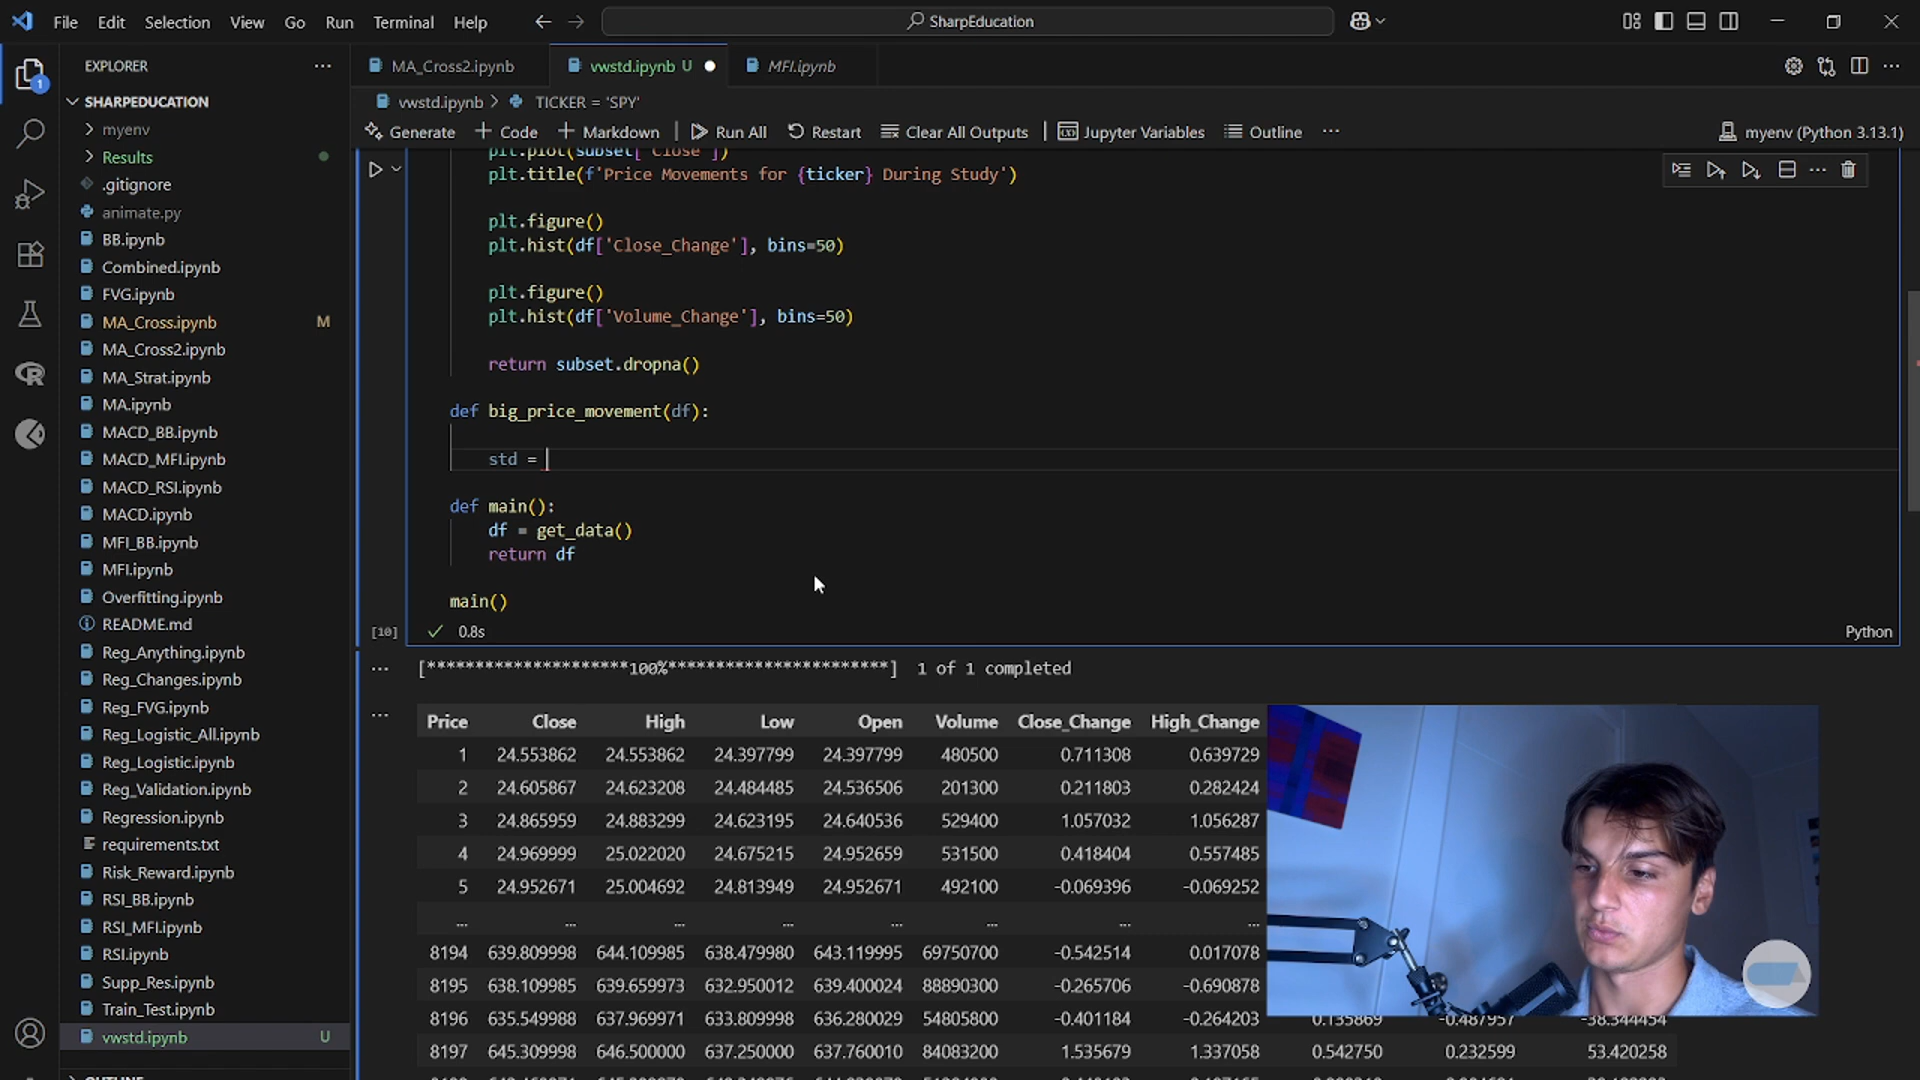 File Edit Selection View Go Run Terminal Help
SharpEducation
EXPLORER
MA_Cross2.ipynb
vwstd.ipynb U
MFI.ipynb
SHARPEDUCATION
vwstd.ipynb > TICKER = 'SPY'
Generate + Code + Markdown Run All Restart Clear All Outputs Jupyter Variables Outline
myenv (Python 3.13.1)
myenv
Results
.gitignore
animate.py
BB.ipynb
Combined.ipynb
FVG.ipynb
MA_Cross.ipynb M
MA_Cross2.ipynb
MA_Strat.ipynb
MA.ipynb
MACD_BB.ipynb
MACD_MFI.ipynb
MACD_RSI.ipynb
MACD.ipynb
MFI_BB.ipynb
MFI.ipynb
Overfitting.ipynb
README.md
Reg_Anything.ipynb
Reg_Changes.ipynb
Reg_FVG.ipynb
Reg_Logistic_All.ipynb
Reg_Logistic.ipynb
Reg_Validation.ipynb
Regression.ipynb
requirements.txt
Risk_Reward.ipynb
RSI_BB.ipynb
RSI_MFI.ipynb
RSI.ipynb
Supp_Res.ipynb
Train_Test.ipynb
vwstd.ipynb U
OUTLINE
plt.plot(subset['Close'])
plt.title(f'Price Movements for {ticker} During Study')
plt.figure()
plt.hist(df['Close_Change'], bins=50)
plt.figure()
plt.hist(df['Volume_Change'], bins=50)
return subset.dropna()
def big_price_movement(df):
std =
def main():
df = get_data()
return df
main()
[10] 0.8s
Python
[*********************100%***********************] 1 of 1 completed
Price Close High Low Open Volume Close_Change High_Change
1 24.553862 24.553862 24.397799 24.397799 480500 0.711308 0.639729
2 24.605867 24.623208 24.484485 24.536506 201300 0.211803 0.282424
3 24.865959 24.883299 24.623195 24.640536 529400 1.057032 1.056287
4 24.969999 25.022020 24.675215 24.952659 531500 0.418404 0.557485
5 24.952671 25.004692 24.813949 24.952671 492100 -0.069396 -0.069252
... ... ... ... ... ... ... ...
8194 639.809998 644.109985 638.479980 643.119995 69750700 -0.542514 0.017078
8195 638.109985 639.659973 632.950012 639.400024 88890300 -0.265706 -0.690878
8196 635.549988 637.969971 633.809998 636.280029 54805800 -0.401184 -0.264203 0.135869 -0.487957 -38.344454
8197 645.309998 646.500000 637.250000 637.760010 84083200 1.535679 1.337058 0.542750 0.232599 53.420258